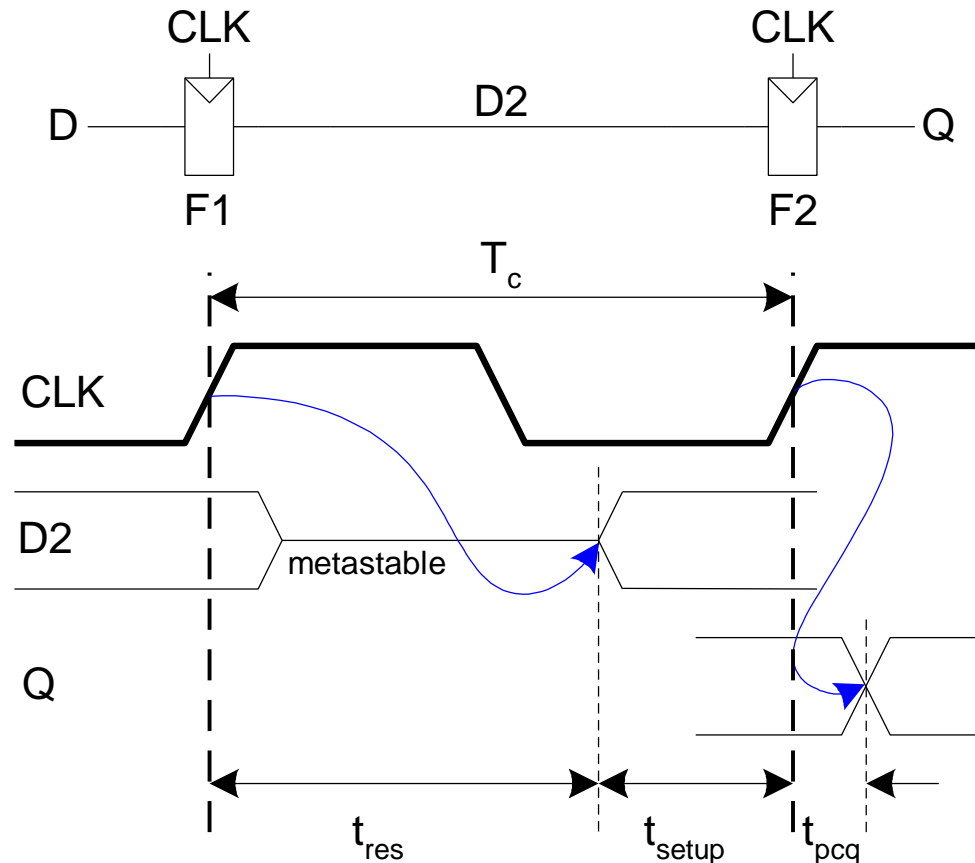 CLK CLK
D D2 Q
F1 F2
T_c
CLK
D2
metastable
Q
t_res t_setup t_pcq